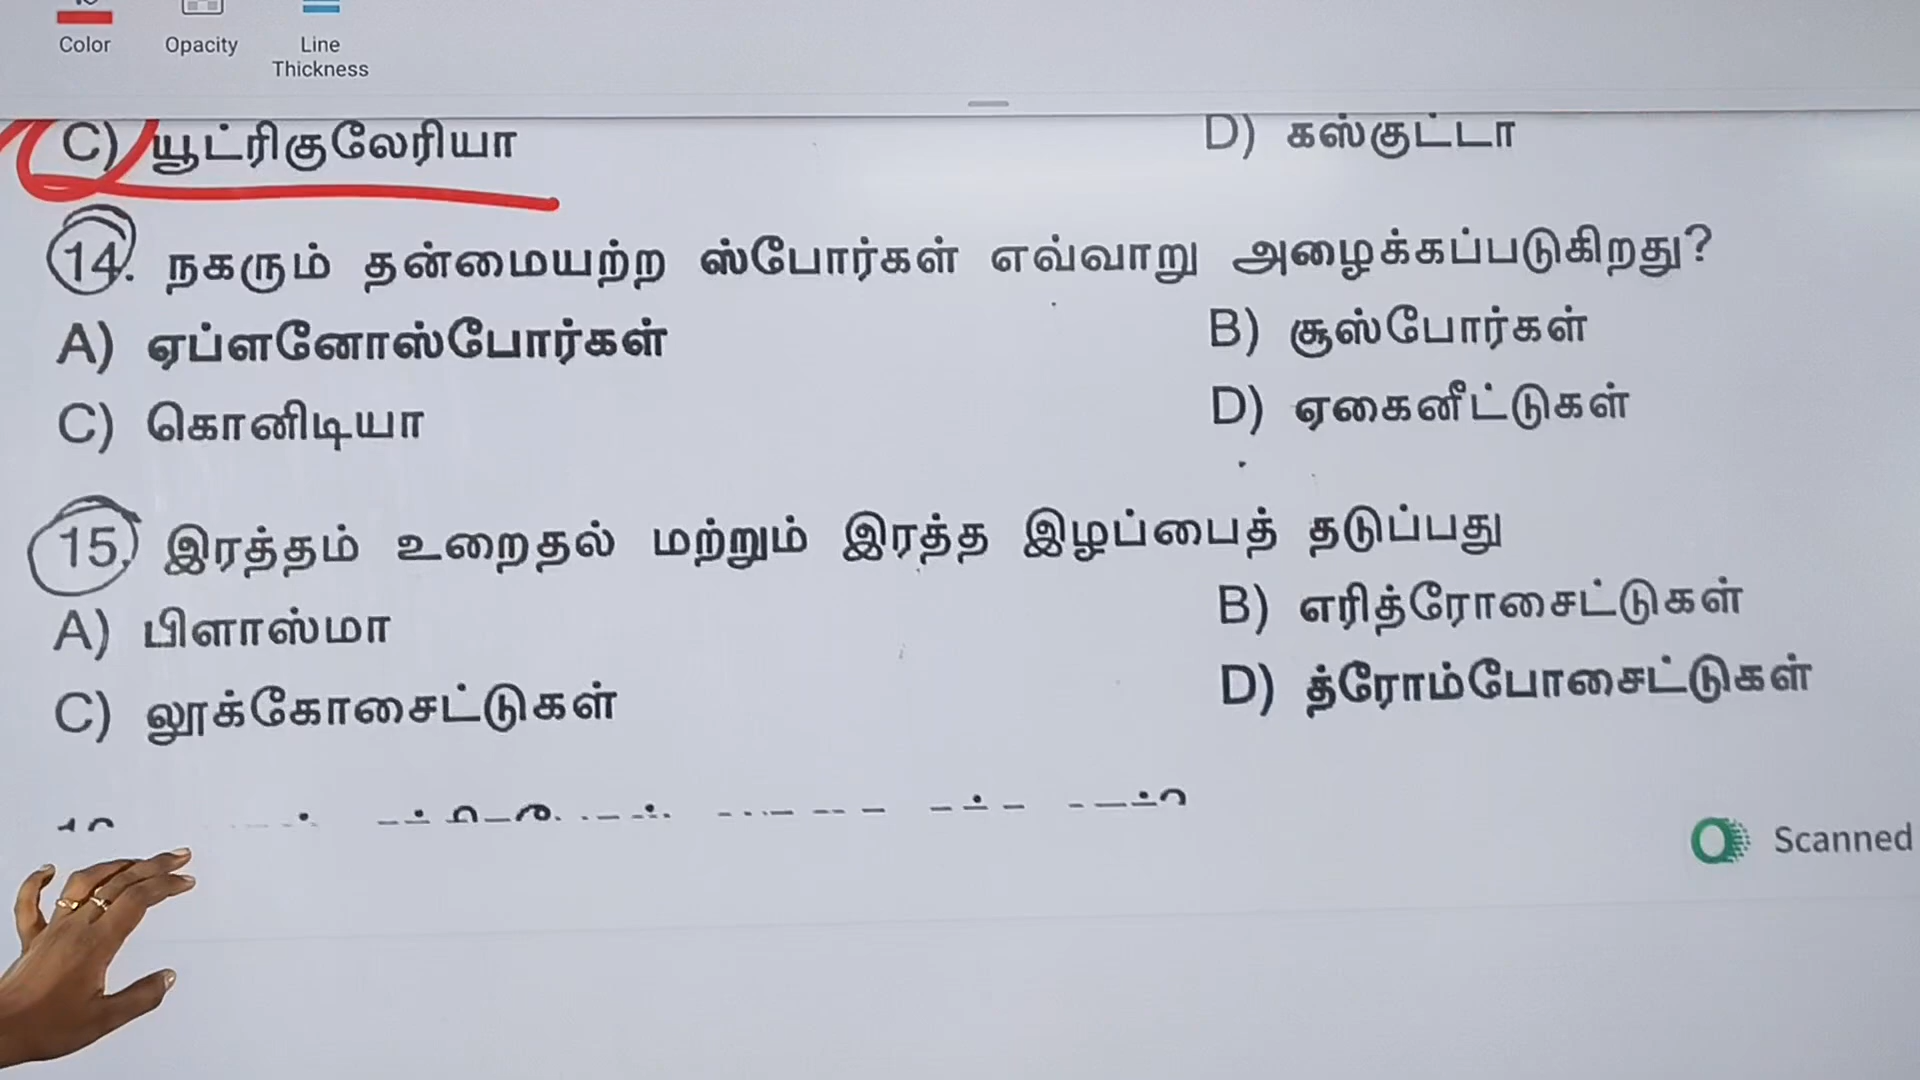 Color Opacity Line Thickness
C) யூட்ரிகுலேரியா D) கஸ்குட்டா
14. நகரும் தன்மையற்ற ஸ்போர்கள் எவ்வாறு அழைக்கப்படுகிறது?
A) ஏப்ளனோஸ்போர்கள் B) சூஸ்போர்கள்
C) கொனிடியா D) ஏகைனீட்டுகள்
15. இரத்தம் உறைதல் மற்றும் இரத்த இழப்பைத் தடுப்பது
A) பிளாஸ்மா B) எரித்ரோசைட்டுகள்
C) லூக்கோசைட்டுகள் D) த்ரோம்போசைட்டுகள்
Scanned